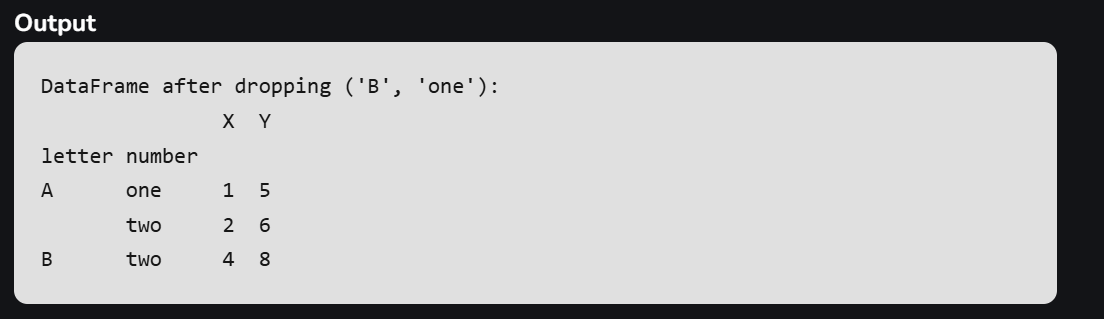 Output
DataFrame after dropping ('B', 'one'):
               X  Y
letter number
A      one     1  5
       two     2  6
B      two     4  8